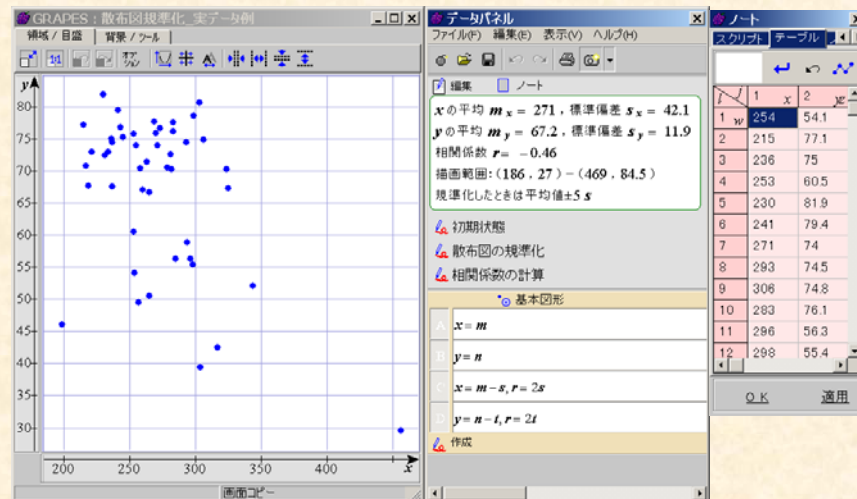 GRAPES : 散布図規準化_実データ例
領域 / 目盛
背景 / ツール
1:1
y
80
75
70
65
60
55
50
45
40
35
30
200
250
300
350
400
x
画面コピー
データパネル
ファイル(F) 編集(E) 表示(V) ヘルプ(H)
編集
ノート
x の平均 m x = 271 , 標準偏差 s x = 42.1
y の平均 m y = 67.2 , 標準偏差 s y = 11.9
相関係数 r = −0.46
描画範囲:(186 , 27 ) − (469 , 84.5 )
規準化したときは平均値±5 s
初期状態
散布図の規準化
相関係数の計算
基本図形
A x = m
B y = n
C x = m − s, r = 2s
D y = n − t, r = 2t
作成
ノート
スクリプト テーブル
1 x 2
1 w 254 54.1
2 215 77.1
3 236 75
4 253 60.5
5 230 81.9
6 241 79.4
7 271 74
8 293 74.5
9 306 74.8
10 283 76.1
11 296 56.3
12 298 55.4
O K
適用